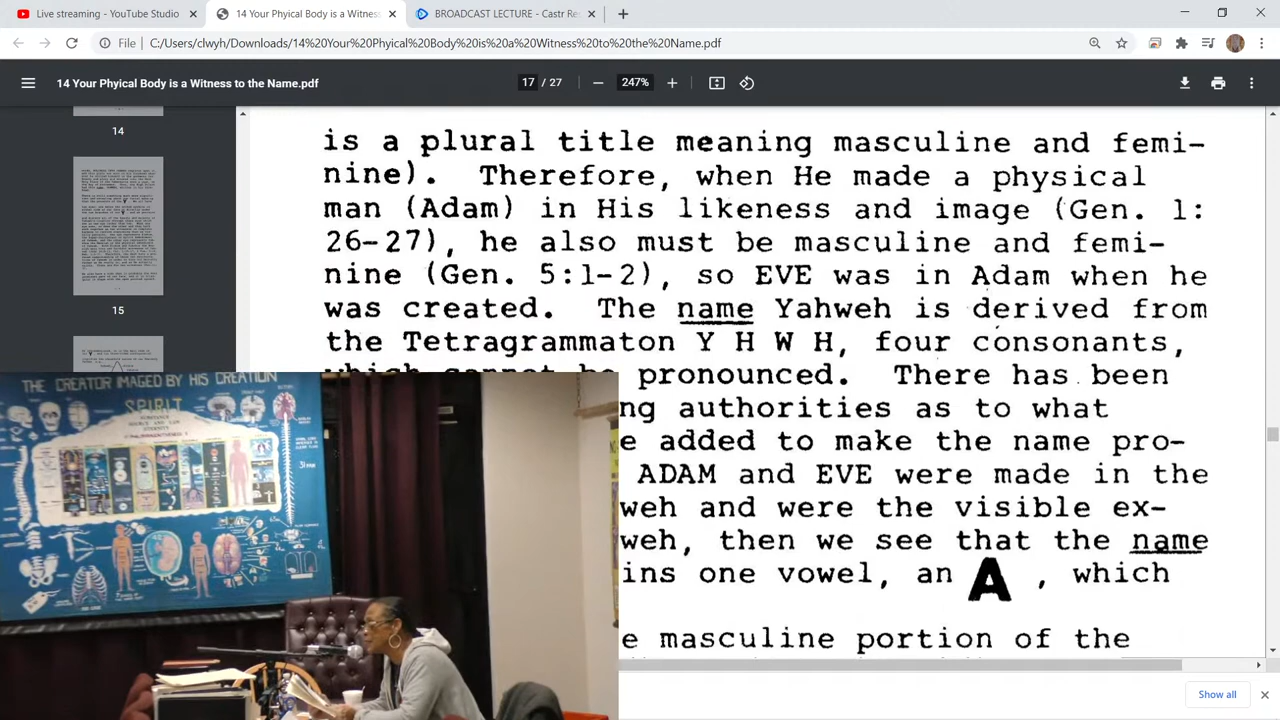 Live streaming - YouTube Studio
14 Your Phyical Body is a Witness
BROADCAST LECTURE - Castr Re
File
C:/Users/clwyh/Downloads/14%20Your%20Phyical%20Body%20is%20a%20Witness%20to%20the%20Name.pdf
14 Your Phyical Body is a Witness to the Name.pdf
17 / 27
247%
14
15
is a plural title meaning masculine and femi-
nine). Therefore, when He made a physical
man (Adam) in His likeness and image (Gen. 1:
26-27), he also must be masculine and femi-
nine (Gen. 5:1-2), so EVE was in Adam when he
was created. The name Yahweh is derived from
the Tetragrammaton Y H W H, four consonants,
which cannot be pronounced. There has been
ng authorities as to what
e added to make the name pro-
ADAM and EVE were made in the
weh and were the visible ex-
weh, then we see that the name
ins one vowel, an A, which
e masculine portion of the
THE CREATOR IMAGED BY HIS CREATION
SPIRIT
31 PAIR
Show all